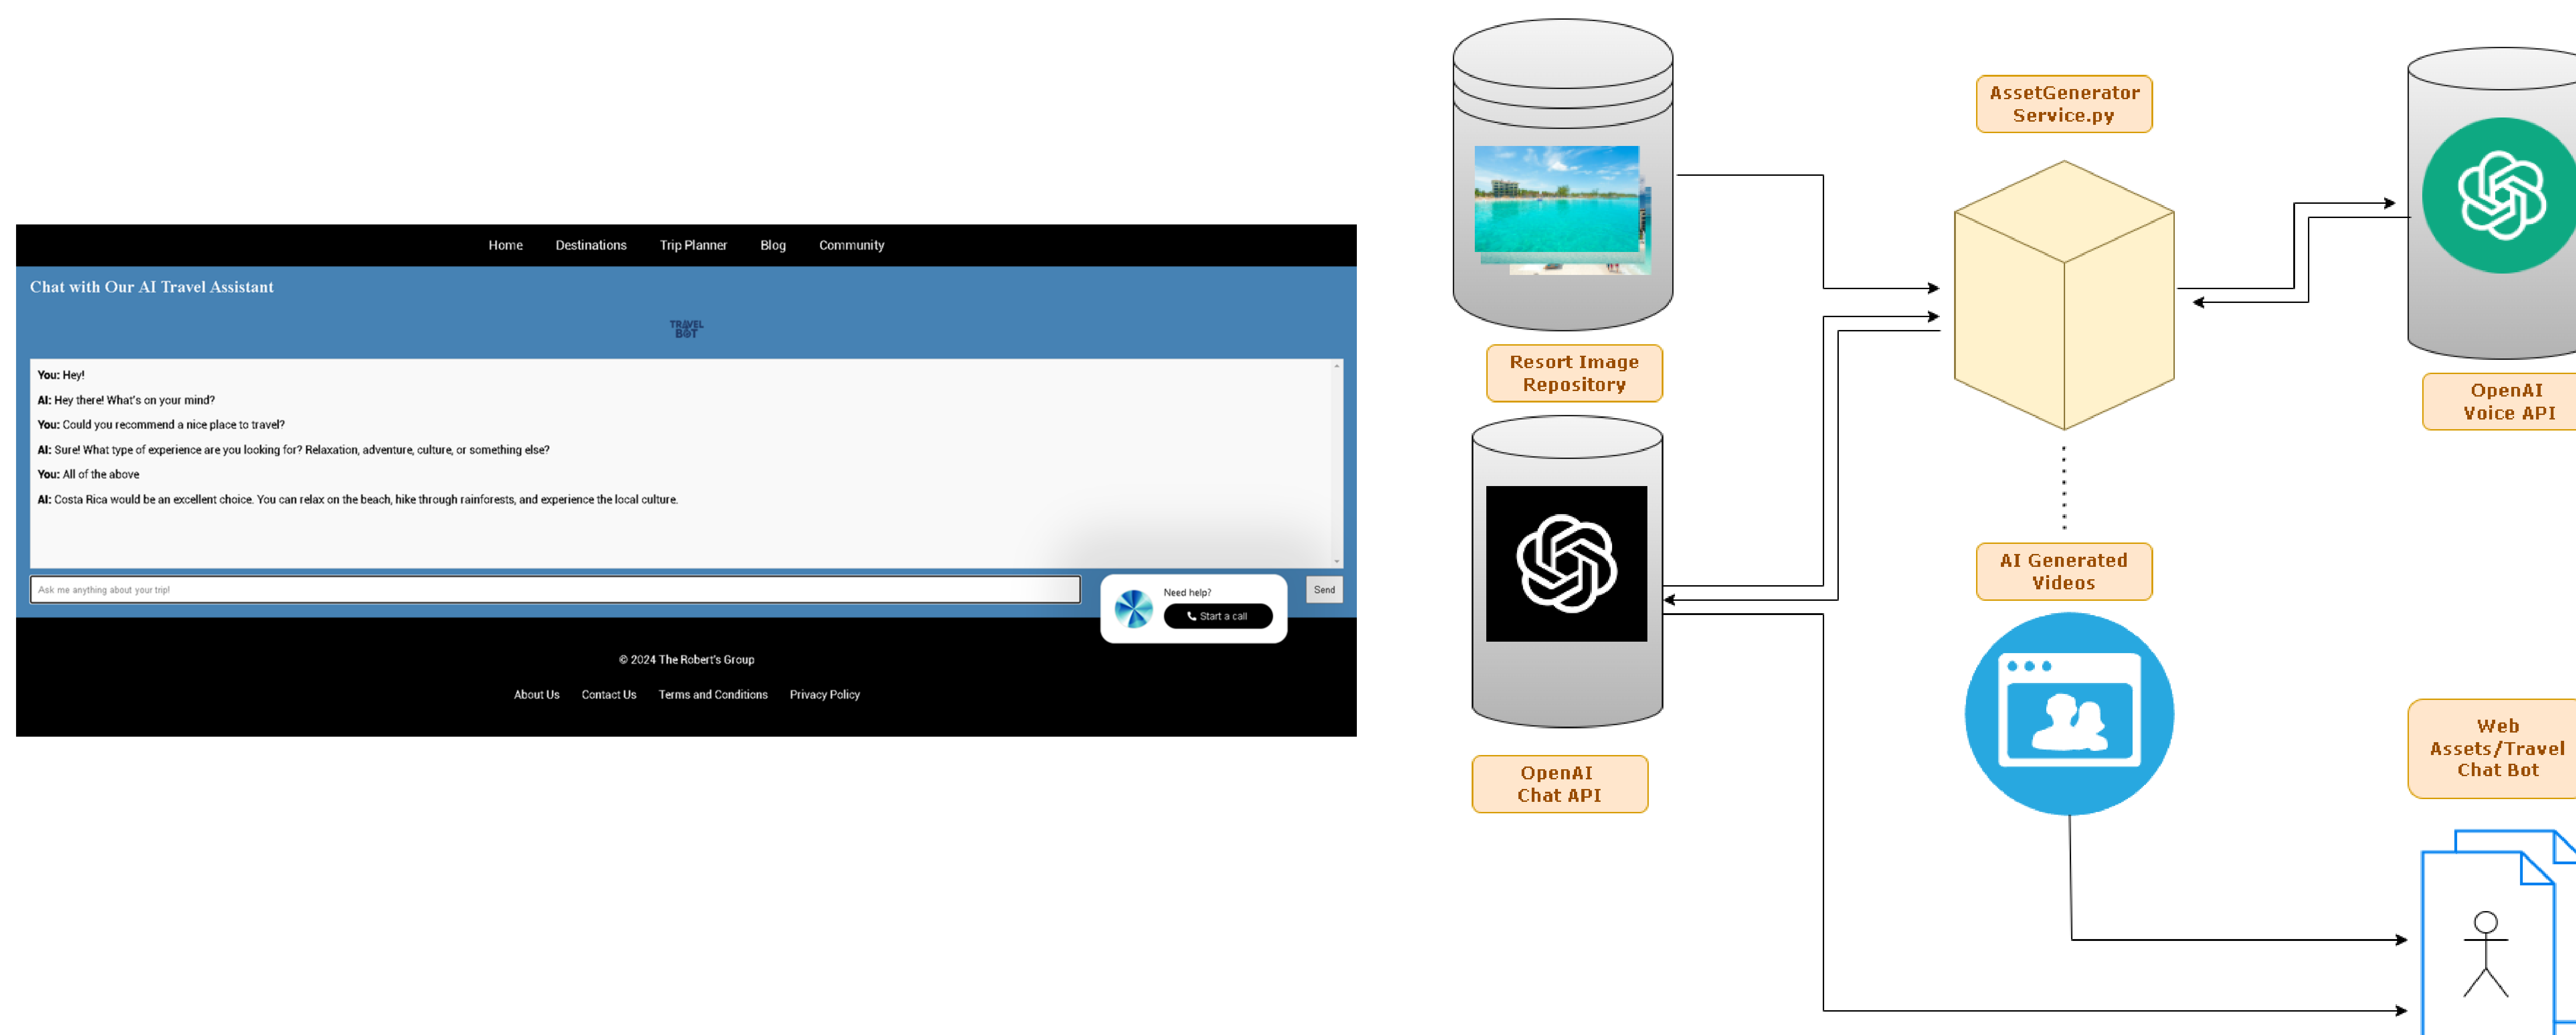 Home Destinations Trip Planner Blog Community
Chat with Our AI Travel Assistant
TRAVEL
BOT
You: Hey!
AI: Hey there! What's on your mind?
You: Could you recommend a nice place to travel?
AI: Sure! What type of experience are you looking for? Relaxation, adventure, culture, or something else?
You: All of the above
AI: Costa Rica would be an excellent choice. You can relax on the beach, hike through rainforests, and experience the local culture.
Ask me anything about your trip!
Need help?
Start a call
Send
© 2024 The Robert's Group
About Us Contact Us Terms and Conditions Privacy Policy
Resort Image
Repository
OpenAI
Chat API
AssetGenerator
Service.py
AI Generated
Videos
OpenAI
Voice API
Web
Assets/Travel
Chat Bot